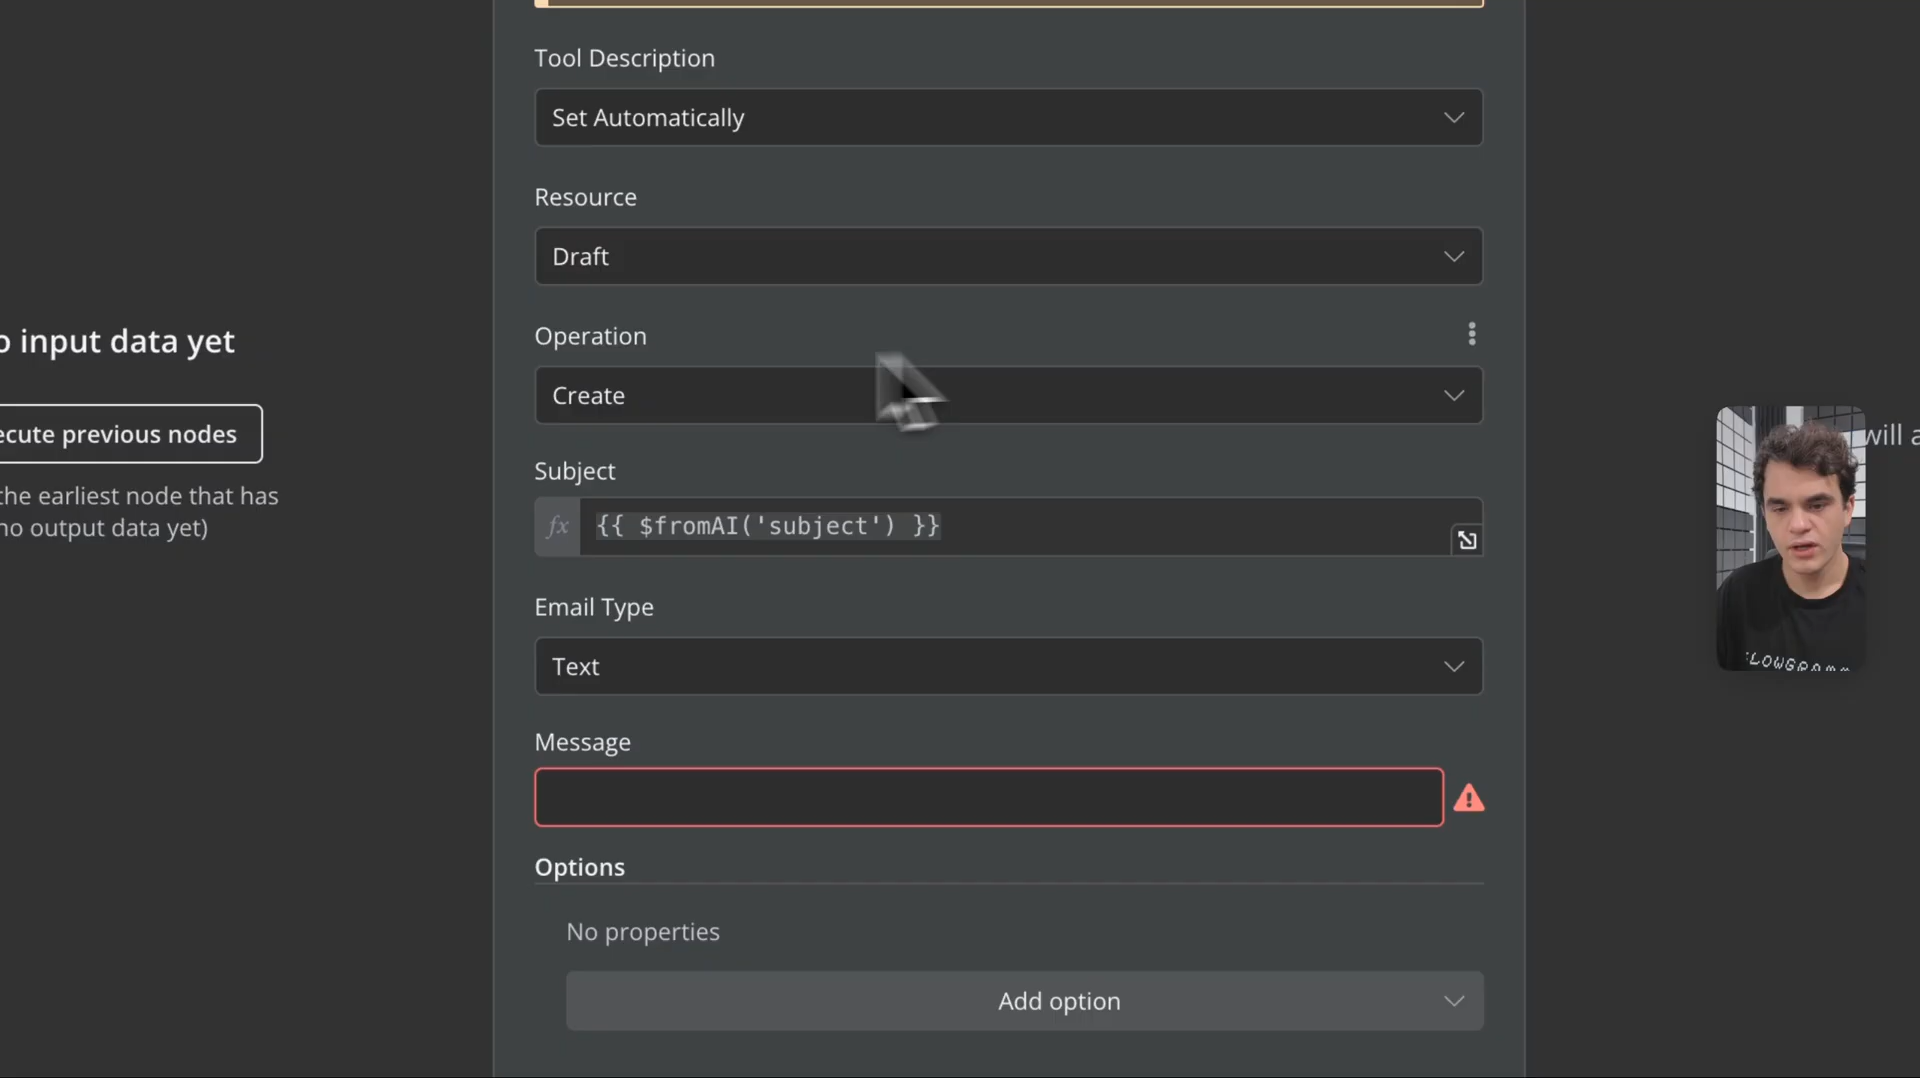 Tool Description
Set Automatically
Resource
Draft
Operation
Create
input data yet
ecute previous nodes
the earliest node that has
no output data yet)
will
Subject
fx {{ $fromAI('subject') }}
Email Type
Text
Message
Options
No properties
Add option